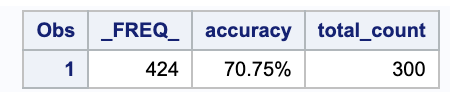 Obs _FREQ_ accuracy total_count
1 424 70.75% 300